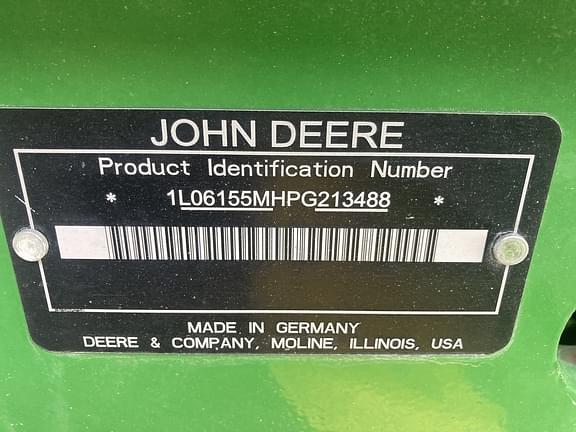 JOHN DEERE
Product Identification Number
* 1L06155MHPG213488 *
MADE IN GERMANY
DEERE & COMPANY, MOLINE, ILLINOIS, USA